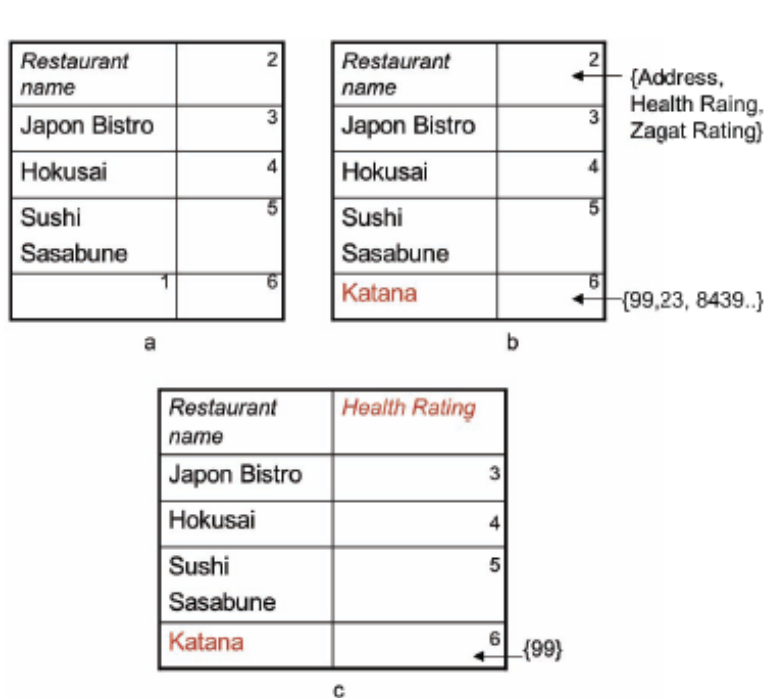 Restaurant name 2
Japon Bistro 3
Hokusai 4
Sushi Sasabune 5
1 6
a
Restaurant name 2
{Address,
Health Raing,
Zagat Rating}
Japon Bistro 3
Hokusai 4
Sushi Sasabune 5
Katana 6
{99,23, 8439..}
b
Restaurant name Health Rating
Japon Bistro 3
Hokusai 4
Sushi Sasabune 5
Katana 6
{99}
c